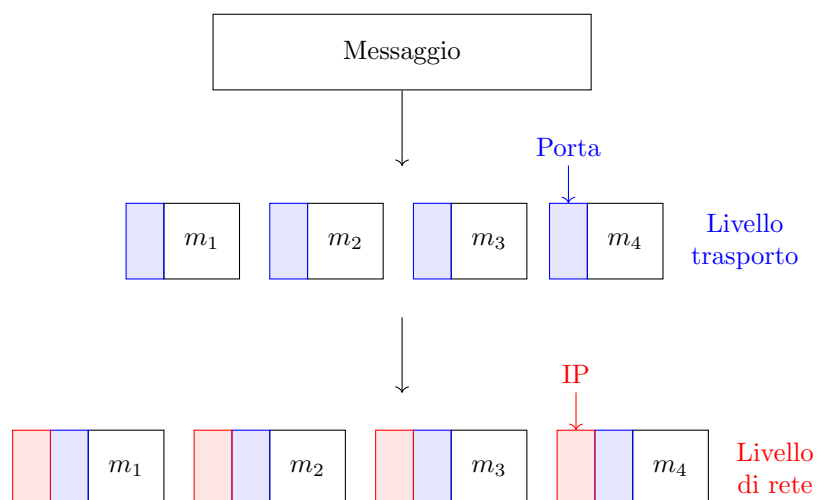 Messaggio
Porta
m1 m2 m3 m4
Livello
trasporto
IP
m1 m2 m3 m4
Livello
di rete